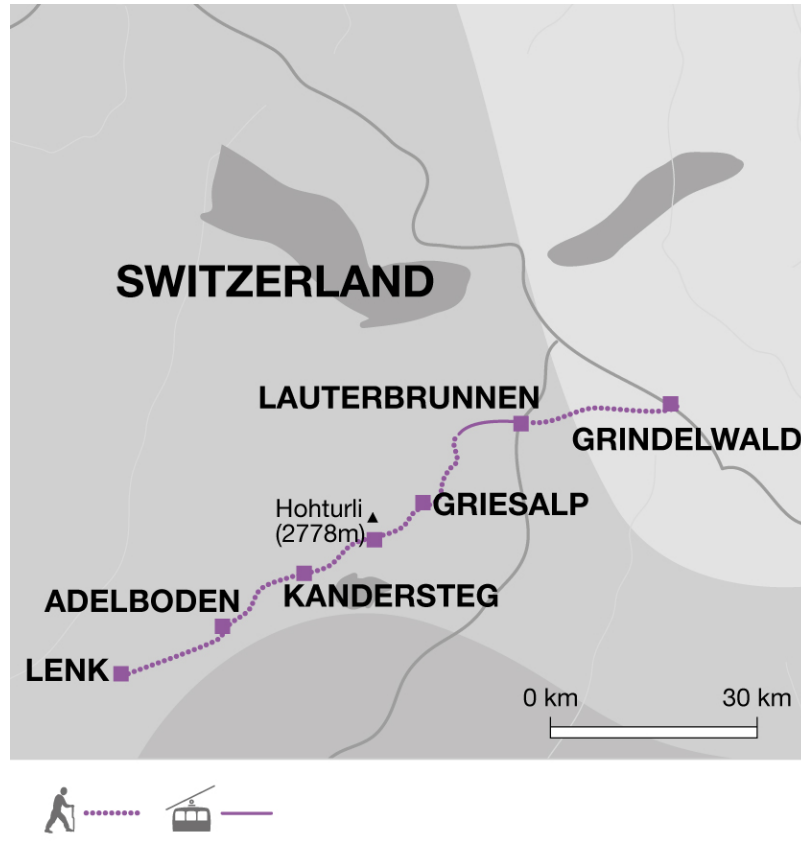 SWITZERLAND
LAUTERBRUNNEN
GRINDELWALD
Hohturli
(2778m)
GRIESALP
ADELBODEN
KANDERSTEG
LENK
0 km
30 km